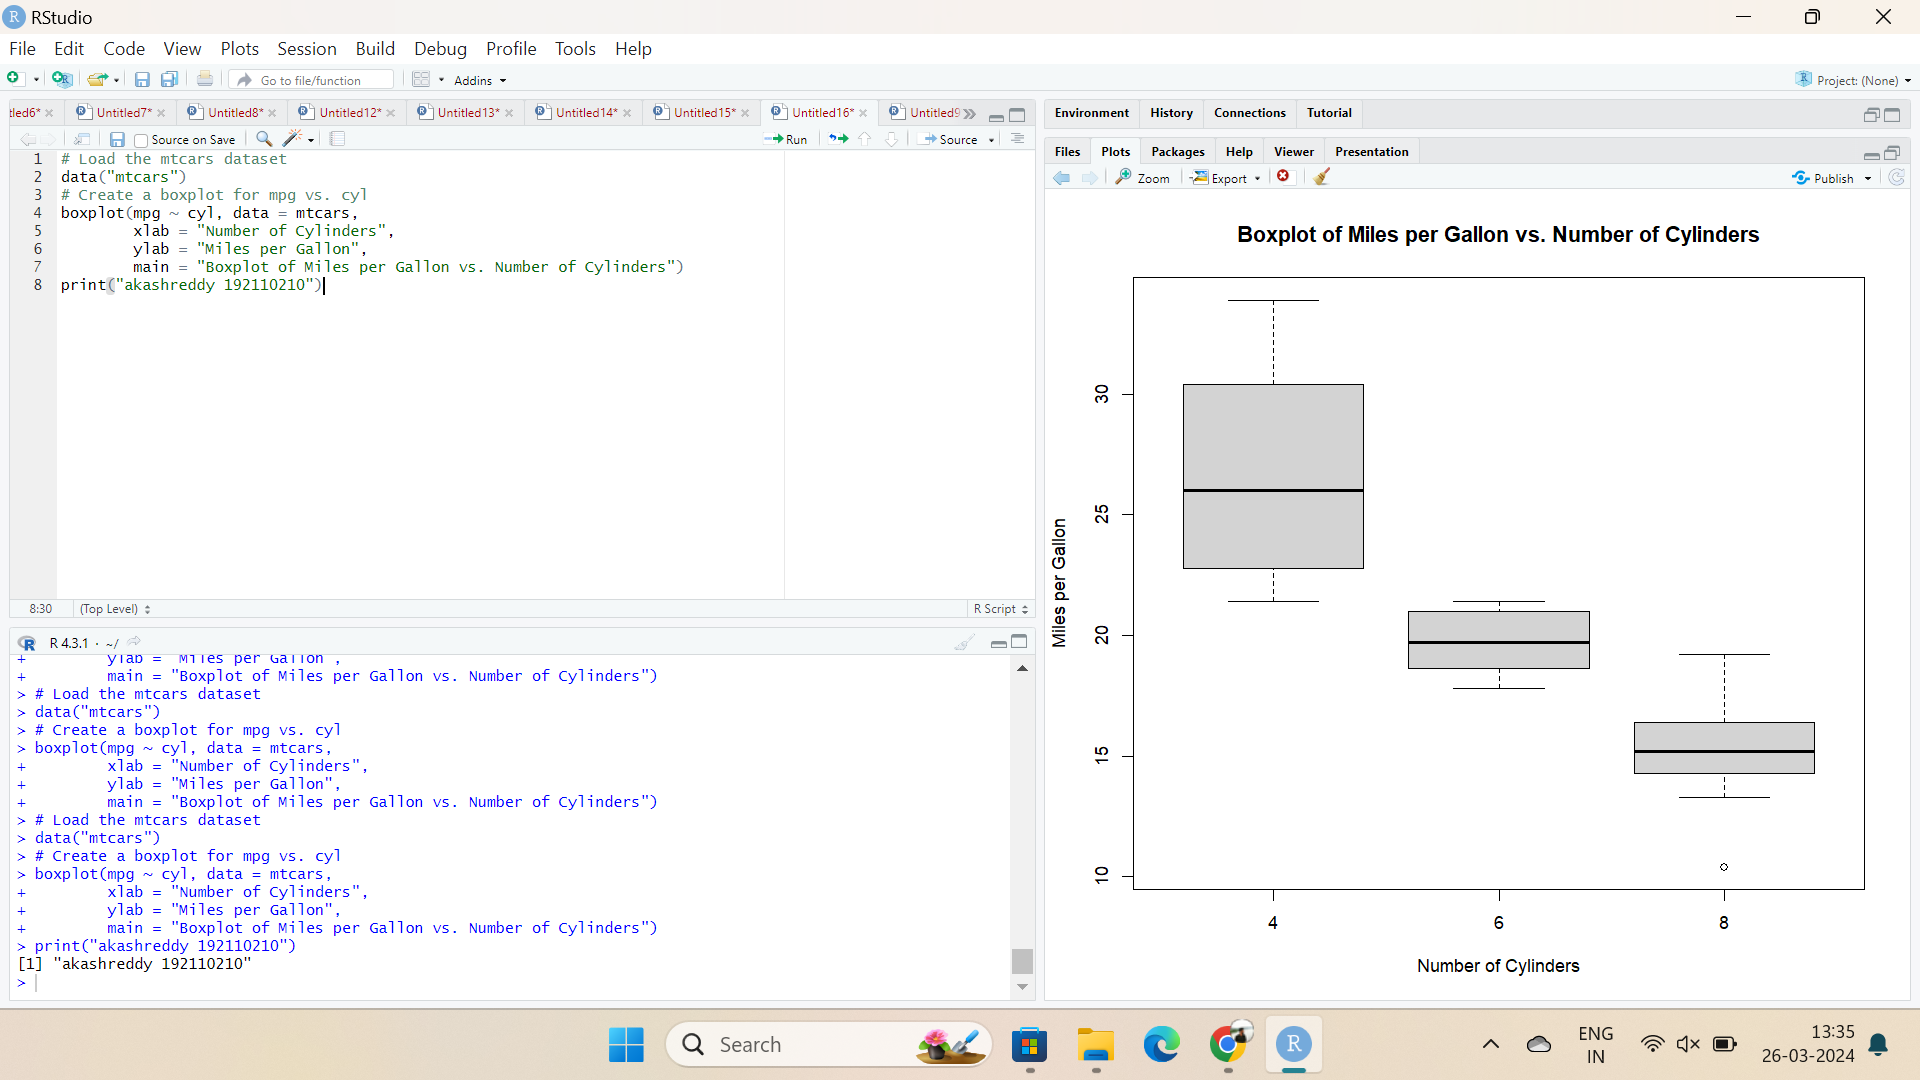 RStudio
File Edit Code View Plots Session Build Debug Profile Tools Help
Go to file/function Addins Project: (None)
tled6* Untitled7* Untitled8* Untitled12* Untitled13* Untitled14* Untitled15* Untitled16* Untitled9
Source on Save Run Source
1 # Load the mtcars dataset
2 data("mtcars")
3 # Create a boxplot for mpg vs. cyl
4 boxplot(mpg ~ cyl, data = mtcars,
5 xlab = "Number of Cylinders",
6 ylab = "Miles per Gallon",
7 main = "Boxplot of Miles per Gallon vs. Number of Cylinders")
8 print("akashreddy 192110210")
8:30 (Top Level) R Script
R 4.3.1 · ~/
+ ylab = "Miles per Gallon",
+ main = "Boxplot of Miles per Gallon vs. Number of Cylinders")
> # Load the mtcars dataset
> data("mtcars")
> # Create a boxplot for mpg vs. cyl
> boxplot(mpg ~ cyl, data = mtcars,
+ xlab = "Number of Cylinders",
+ ylab = "Miles per Gallon",
+ main = "Boxplot of Miles per Gallon vs. Number of Cylinders")
> # Load the mtcars dataset
> data("mtcars")
> # Create a boxplot for mpg vs. cyl
> boxplot(mpg ~ cyl, data = mtcars,
+ xlab = "Number of Cylinders",
+ ylab = "Miles per Gallon",
+ main = "Boxplot of Miles per Gallon vs. Number of Cylinders")
> print("akashreddy 192110210")
[1] "akashreddy 192110210"
>
Environment History Connections Tutorial
Files Plots Packages Help Viewer Presentation
Zoom Export Publish
Boxplot of Miles per Gallon vs. Number of Cylinders
Miles per Gallon
30
25
20
15
10
4 6 8
Number of Cylinders
Search
ENG
IN
13:35
26-03-2024